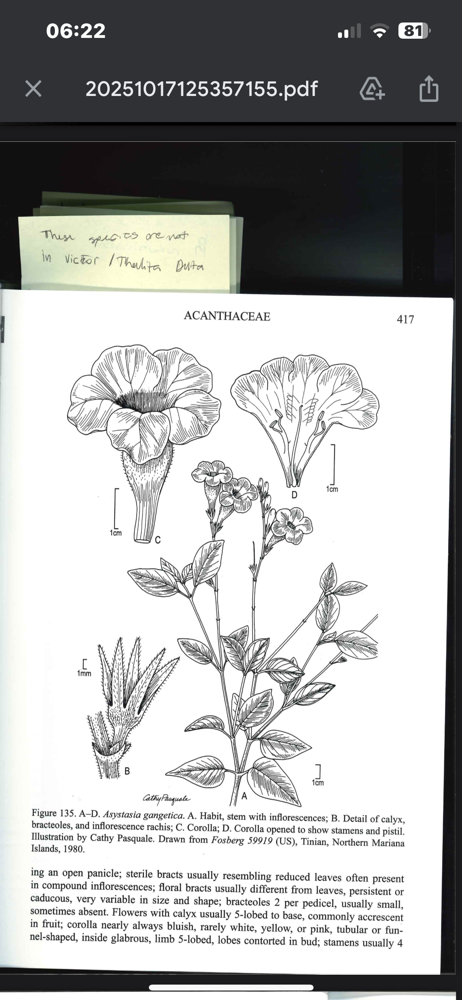 06:22
81
20251017125357155.pdf
These species are not
in Victor / Thalita Data
ACANTHACEAE 417
D
1cm
1cm
C
1mm
B
1cm
A
Cathy Pasquale
Figure 135. A–D. Asystasia gangetica. A. Habit, stem with inflorescences; B. Detail of calyx,
bracteoles, and inflorescence rachis; C. Corolla; D. Corolla opened to show stamens and pistil.
Illustration by Cathy Pasquale. Drawn from Fosberg 59919 (US), Tinian, Northern Mariana
Islands, 1980.
ing an open panicle; sterile bracts usually resembling reduced leaves often present
in compound inflorescences; floral bracts usually different from leaves, persistent or
caducous, very variable in size and shape; bracteoles 2 per pedicel, usually small,
sometimes absent. Flowers with calyx usually 5-lobed to base, commonly accrescent
in fruit; corolla nearly always bluish, rarely white, yellow, or pink, tubular or fun-
nel-shaped, inside glabrous, limb 5-lobed, lobes contorted in bud; stamens usually 4